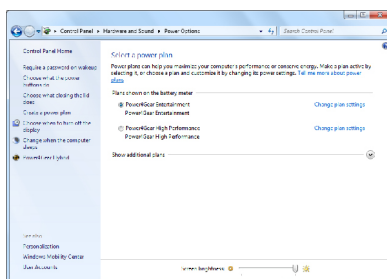 Control Panel ▸ Hardware and Sound ▸ Power Options
Search Control Panel
Control Panel Home
Require a password on wakeup
Choose what the power
buttons do
Choose what closing the lid
does
Create a power plan
Choose when to turn off the
display
Change when the computer
sleeps
Power4Gear Hybrid
See also
Personalization
Windows Mobility Center
User Accounts
Select a power plan
Power plans can help you maximize your computer's performance or conserve energy. Make a plan active by
selecting it, or choose a plan and customize it by changing its power settings. Tell me more about power
plans
Plans shown on the battery meter
Power4Gear Entertainment
Change plan settings
Power4Gear Entertainment
Power4Gear High Performance
Change plan settings
Power4Gear High Performance
Show additional plans
Screen brightness: